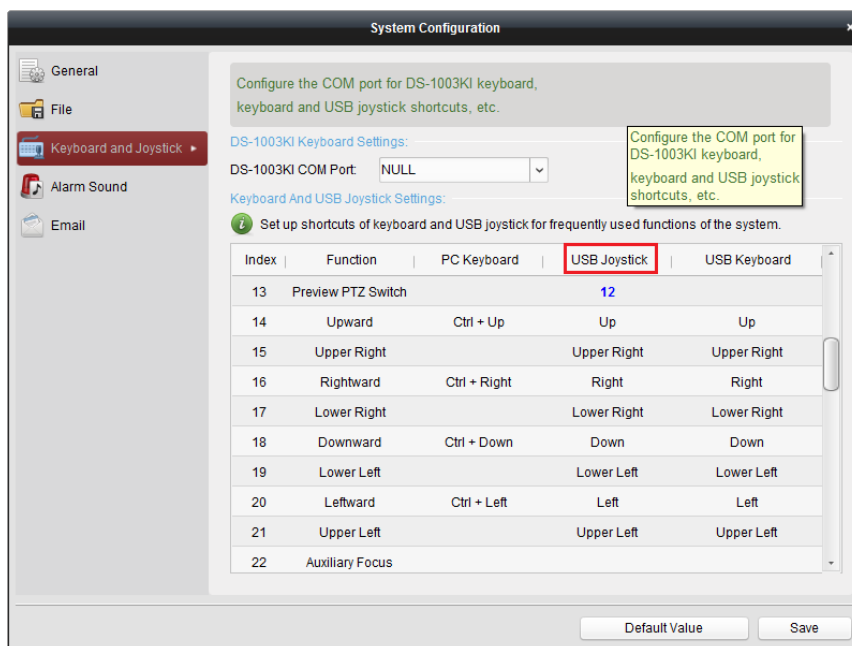 System Configuration
×
General
File
Keyboard and Joystick
Alarm Sound
Email
Configure the COM port for DS-1003KI keyboard,
keyboard and USB joystick shortcuts, etc.
DS-1003KI Keyboard Settings:
DS-1003KI COM Port: NULL
Configure the COM port for
DS-1003KI keyboard,
keyboard and USB joystick
shortcuts, etc.
Keyboard And USB Joystick Settings:
Set up shortcuts of keyboard and USB joystick for frequently used functions of the system.
Index Function PC Keyboard USB Joystick USB Keyboard
13 Preview PTZ Switch 12
14 Upward Ctrl + Up Up Up
15 Upper Right Upper Right Upper Right
16 Rightward Ctrl + Right Right Right
17 Lower Right Lower Right Lower Right
18 Downward Ctrl + Down Down Down
19 Lower Left Lower Left Lower Left
20 Leftward Ctrl + Left Left Left
21 Upper Left Upper Left Upper Left
22 Auxiliary Focus
Default Value Save